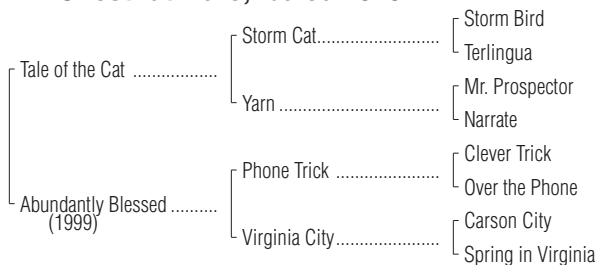 Storm Bird
Storm Cat........................................
Terlingua
Tale of the Cat ..................
Mr. Prospector
Yarn ......................................
Narrate
Clever Trick
Phone Trick .........................
Over the Phone
Abundantly Blessed ..........
(1999)
Carson City
Virginia City.........................
Spring in Virginia